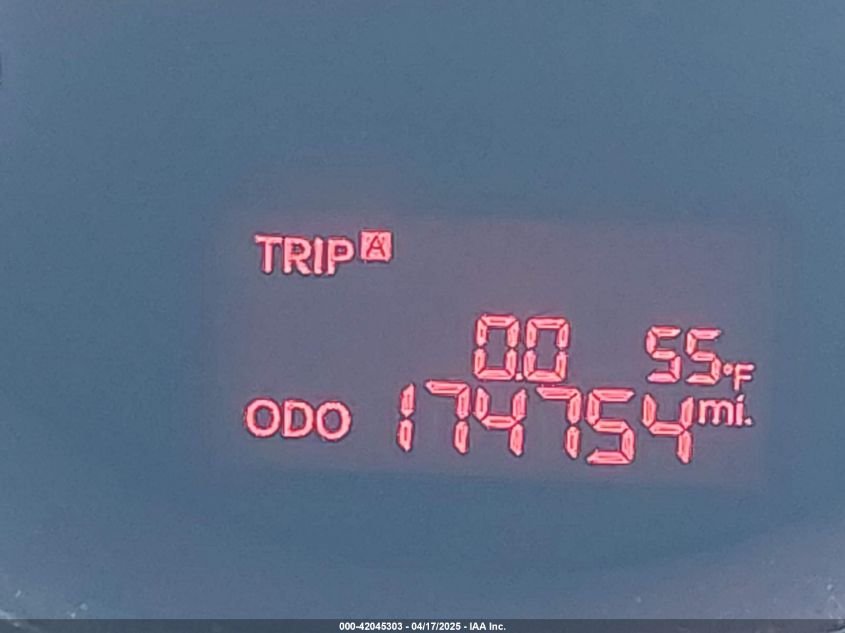 TRIP A
0.0 55°F
ODO 174754 mi.
000-42045303 - 04/17/2025 - IAA Inc.